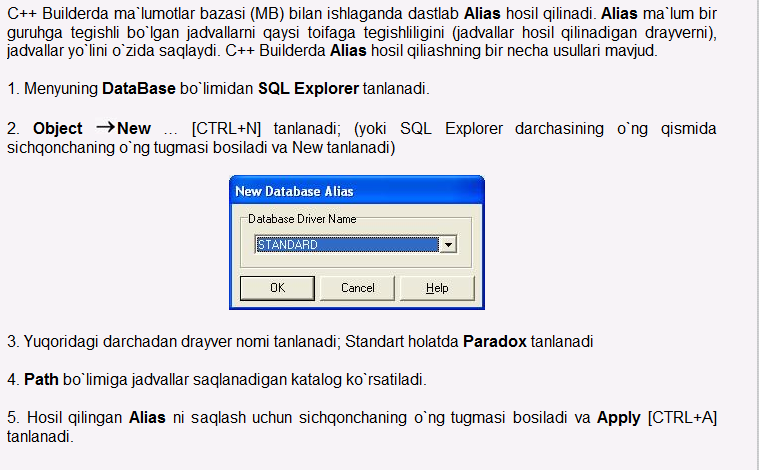 C++ Builderda ma`lumotlar bazasi (MB) bilan ishlaganda dastlab Alias hosil qilinadi. Alias ma`lum bir
guruhga tegishli bo`lgan jadvallarni qaysi toifaga tegishliligini (jadvallar hosil qilinadigan drayverni),
jadvallar yo`lini o`zida saqlaydi. C++ Builderda Alias hosil qiliashning bir necha usullari mavjud.
1. Menyuning DataBase bo`limidan SQL Explorer tanlanadi.
2. Object →New … [CTRL+N] tanlanadi; (yoki SQL Explorer darchasining o`ng qismida
sichqonchaning o`ng tugmasi bosiladi va New tanlanadi)
New Database Alias
Database Driver Name
STANDARD
OK Cancel Help
3. Yuqoridagi darchadan drayver nomi tanlanadi; Standart holatda Paradox tanlanadi
4. Path bo`limiga jadvallar saqlanadigan katalog ko`rsatiladi.
5. Hosil qilingan Alias ni saqlash uchun sichqonchaning o`ng tugmasi bosiladi va Apply [CTRL+A]
tanlanadi.